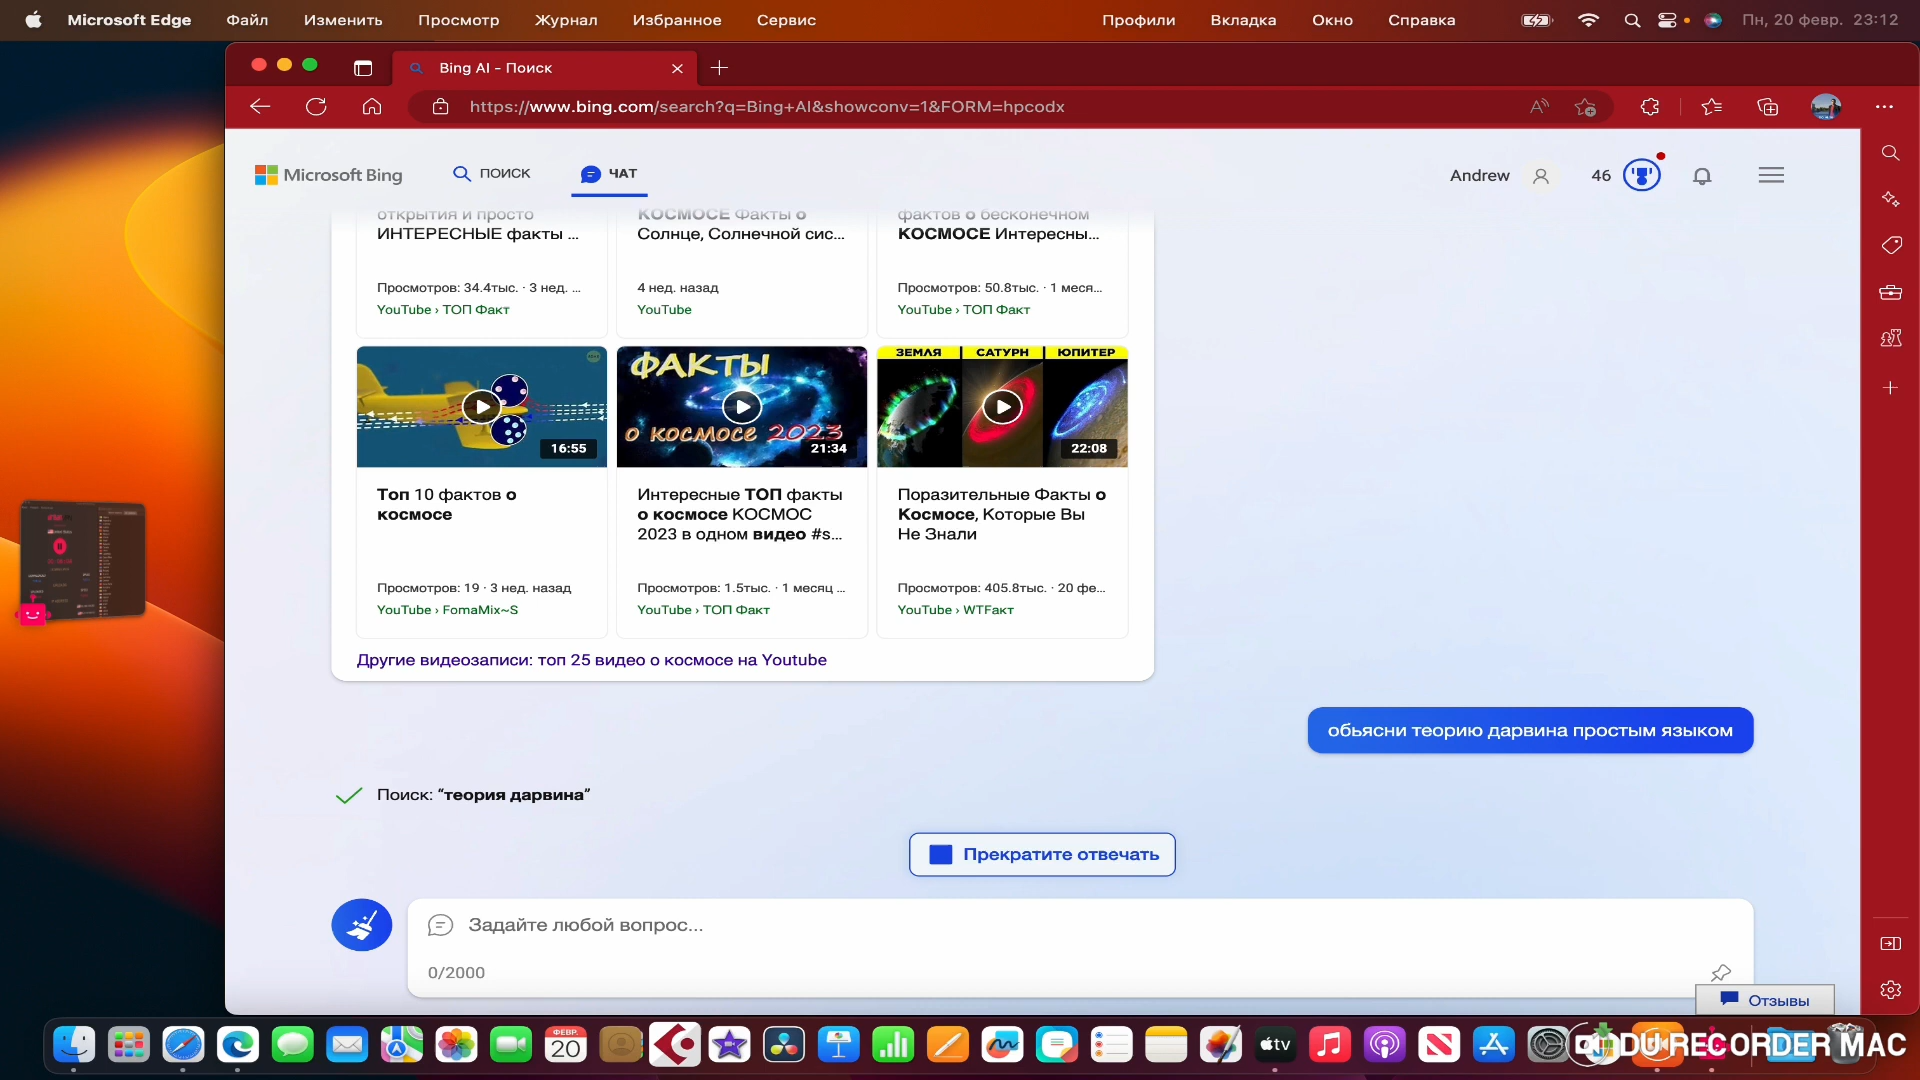 Microsoft Edge Файл Изменить Просмотр Журнал Избранное Сервис Профили Вкладка Окно Справка Пн, 20 февр. 23:12
Bing AI – Поиск
https://www.bing.com/search?q=Bing+AI&showconv=1&FORM=hpcodx
Microsoft Bing ПОИСК ЧАТ Andrew 46
открытия и просто
ИНТЕРЕСНЫЕ факты ...
Просмотров: 34.4тыс. · 3 нед. ...
YouTube › ТОП Факт
КОСМОСЕ Факты о
Солнце, Солнечной сис...
4 нед. назад
YouTube
фактов о бесконечном
КОСМОСЕ Интересны...
Просмотров: 50.8тыс. · 1 меся...
YouTube › ТОП Факт
16:55
Топ 10 фактов о
космосе
Просмотров: 19 · 3 нед. назад
YouTube › FomaMix~S
ФАКТЫ
о космосе 2023
21:34
Интересные ТОП факты
о космосе КОСМОС
2023 в одном видео #s...
Просмотров: 1.5тыс. · 1 месяц ...
YouTube › ТОП Факт
ЗЕМЛЯ САТУРН ЮПИТЕР
22:08
Поразительные Факты о
Космосе, Которые Вы
Не Знали
Просмотров: 405.8тыс. · 20 фе...
YouTube › WTFакт
Другие видеозаписи: топ 25 видео о космосе на Youtube
обьясни теорию дарвина простым языком
Поиск: “теория дарвина”
Прекратите отвечать
Задайте любой вопрос...
0/2000
Отзывы
ФЕВР.
20
tv
DU RECORDER MAC